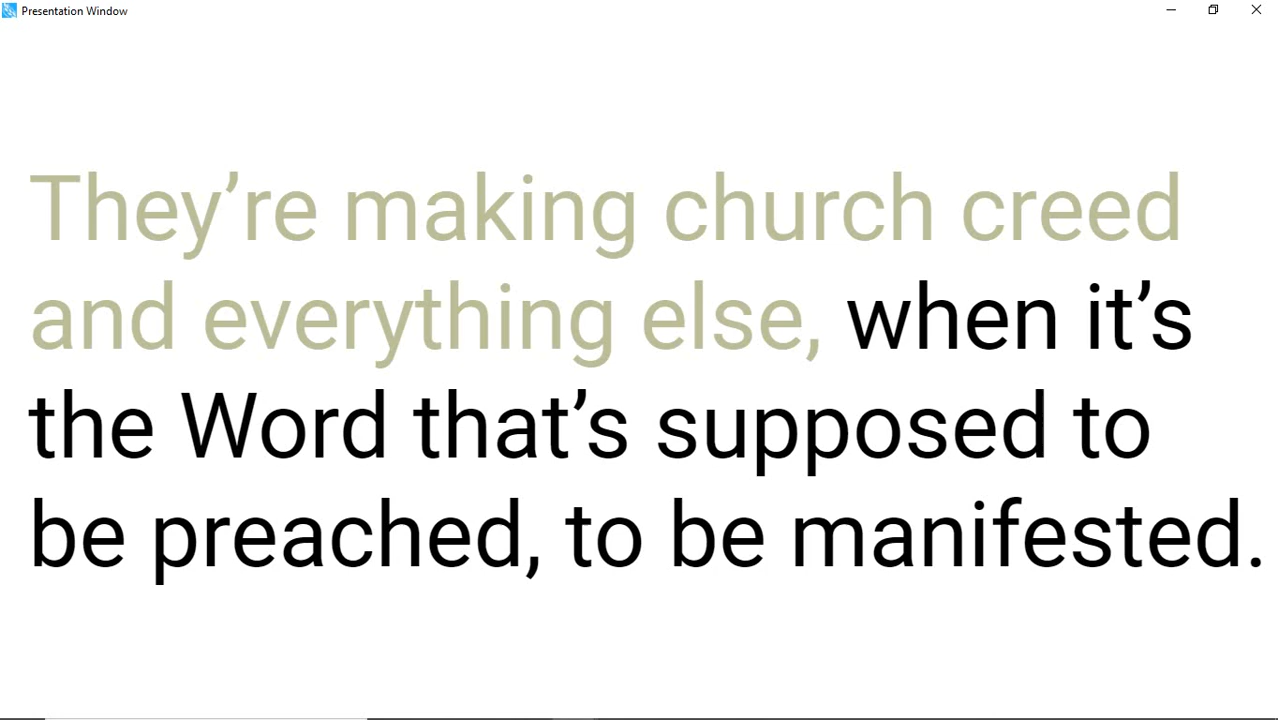 Presentation Window
They’re making church creed
and everything else, when it’s
the Word that’s supposed to
be preached, to be manifested.